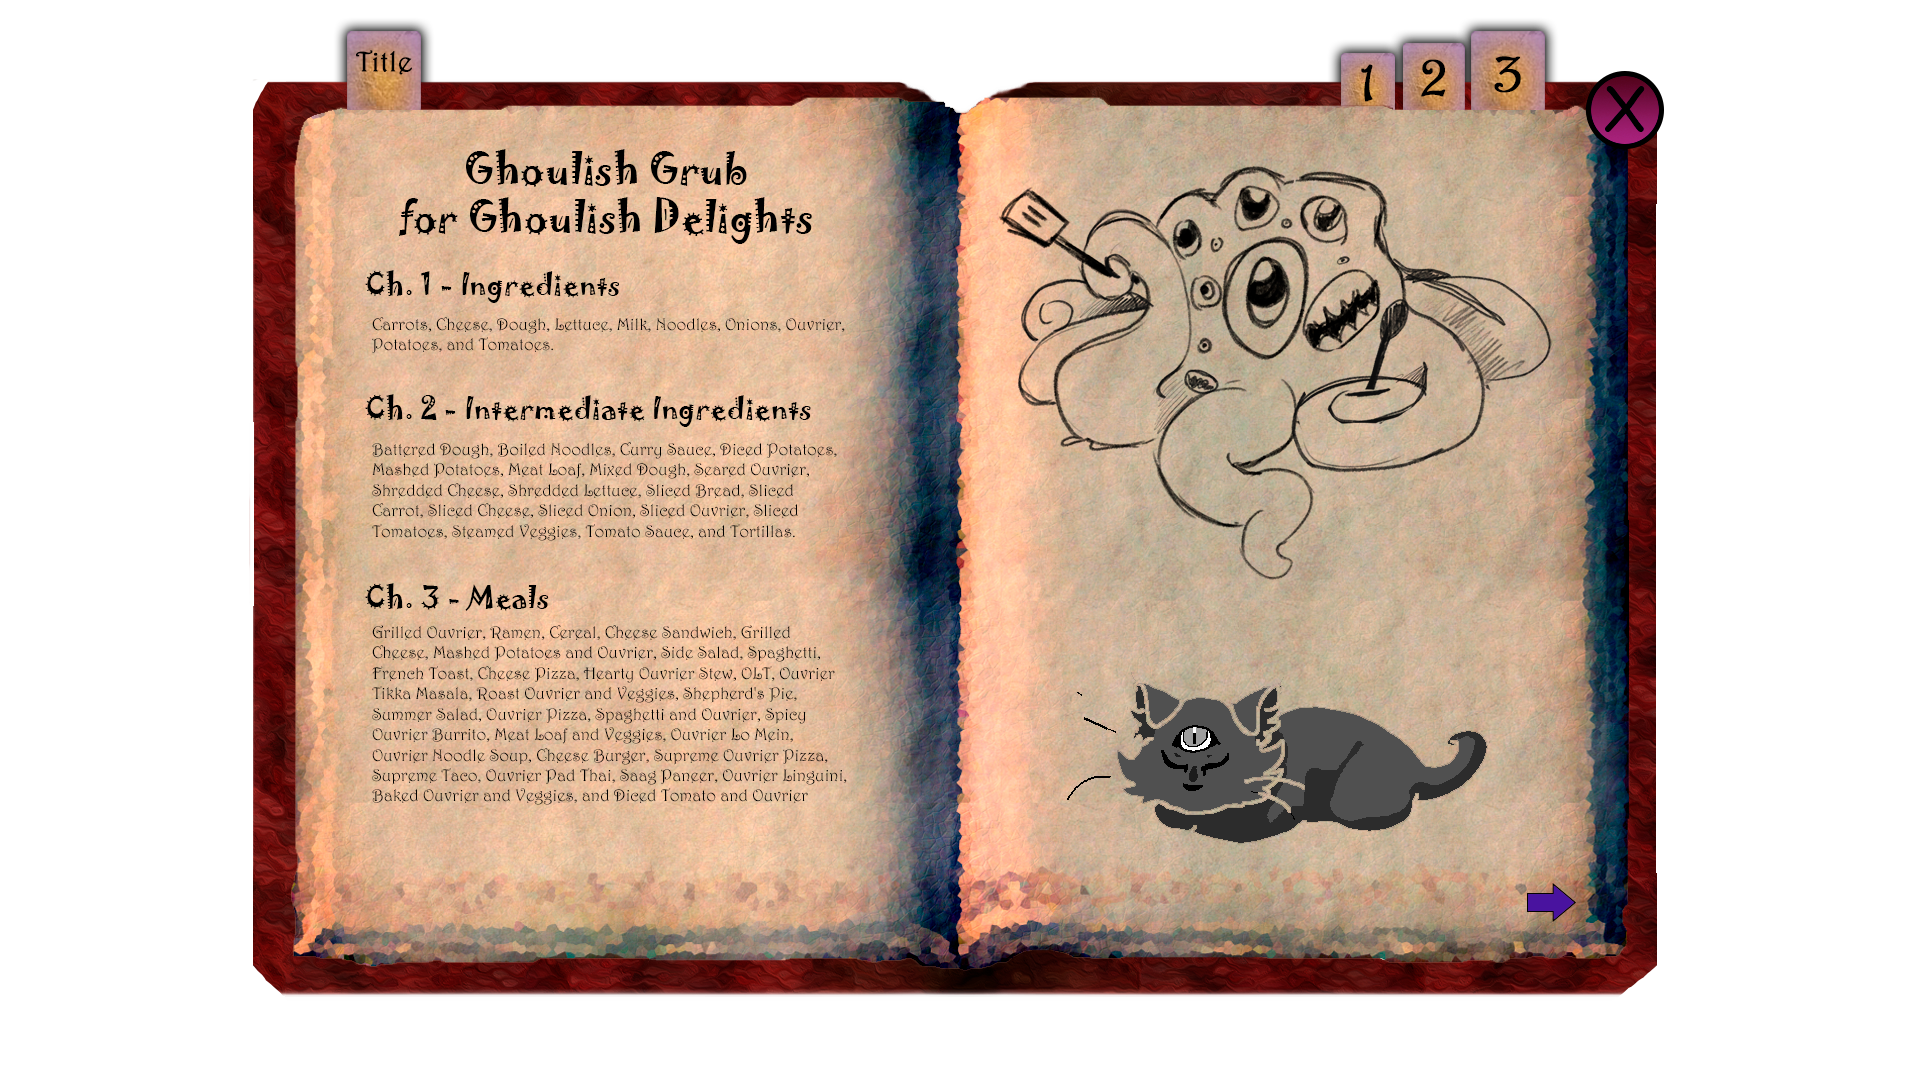 Title
1
2
3
X
Ghoulish Grub
for Ghoulish Delights
Ch. 1 - Ingredients
Carrots, Cheese, Dough, Lettuce, Milk, Noodles, Onions, Ouvrier,
Potatoes, and Tomatoes.
Ch. 2 - Intermediate Ingredients
Battered Dough, Boiled Noodles, Curry Sauce, Diced Potatoes,
Mashed Potatoes, Meat Loaf, Mixed Dough, Seared Ouvrier,
Shredded Cheese, Shredded Lettuce, Sliced Bread, Sliced
Carrot, Sliced Cheese, Sliced Onion, Sliced Ouvrier, Sliced
Tomatoes, Steamed Veggies, Tomato Sauce, and Tortillas.
Ch. 3 - Meals
Grilled Ouvrier, Ramen, Cereal, Cheese Sandwich, Grilled
Cheese, Mashed Potatoes and Ouvrier, Side Salad, Spaghetti,
French Toast, Cheese Pizza, Hearty Ouvrier Stew, OLT, Ouvrier
Tikka Masala, Roast Ouvrier and Veggies, Shepherd's Pie,
Summer Salad, Ouvrier Pizza, Spaghetti and Ouvrier, Spicy
Ouvrier Burrito, Meat Loaf and Veggies, Ouvrier Lo Mein,
Ouvrier Noodle Soup, Cheese Burger, Supreme Ouvrier Pizza,
Supreme Taco, Ouvrier Pad Thai, Saag Paneer, Ouvrier Linguini,
Baked Ouvrier and Veggies, and Diced Tomato and Ouvrier